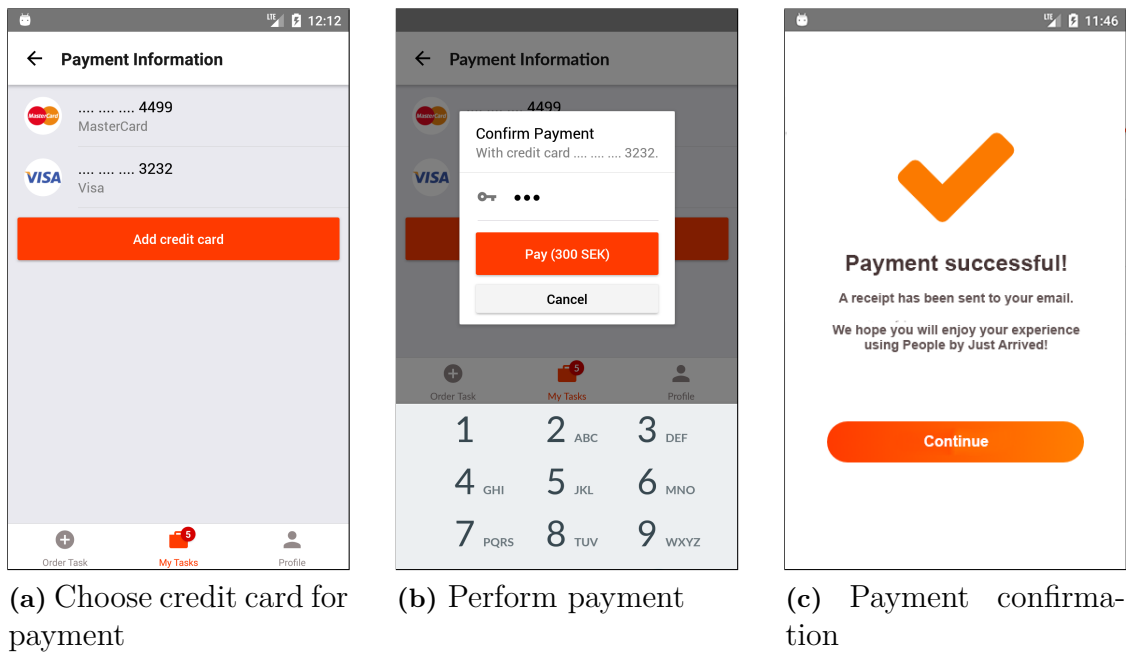 LTE 12:12
Payment Information
MasterCard
.... .... .... 4499
MasterCard
VISA
.... .... .... 3232
Visa
Add credit card
5
Order Task My Tasks Profile
(a) Choose credit card for
payment
Payment Information
MasterCard
4499
Confirm Payment
With credit card .... .... .... 3232.
VISA
•••
Pay (300 SEK)
Cancel
5
Order Task My Tasks Profile
1 2 ABC 3 DEF
4 GHI 5 JKL 6 MNO
7 PQRS 8 TUV 9 WXYZ
(b) Perform payment
LTE 11:46
Payment successful!
A receipt has been sent to your email.
We hope you will enjoy your experience
using People by Just Arrived!
Continue
(c) Payment confirma-
tion